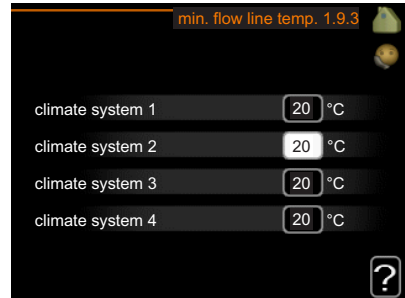 min. flow line temp. 1.9.3
climate system 1 20 °C
climate system 2 20 °C
climate system 3 20 °C
climate system 4 20 °C
?